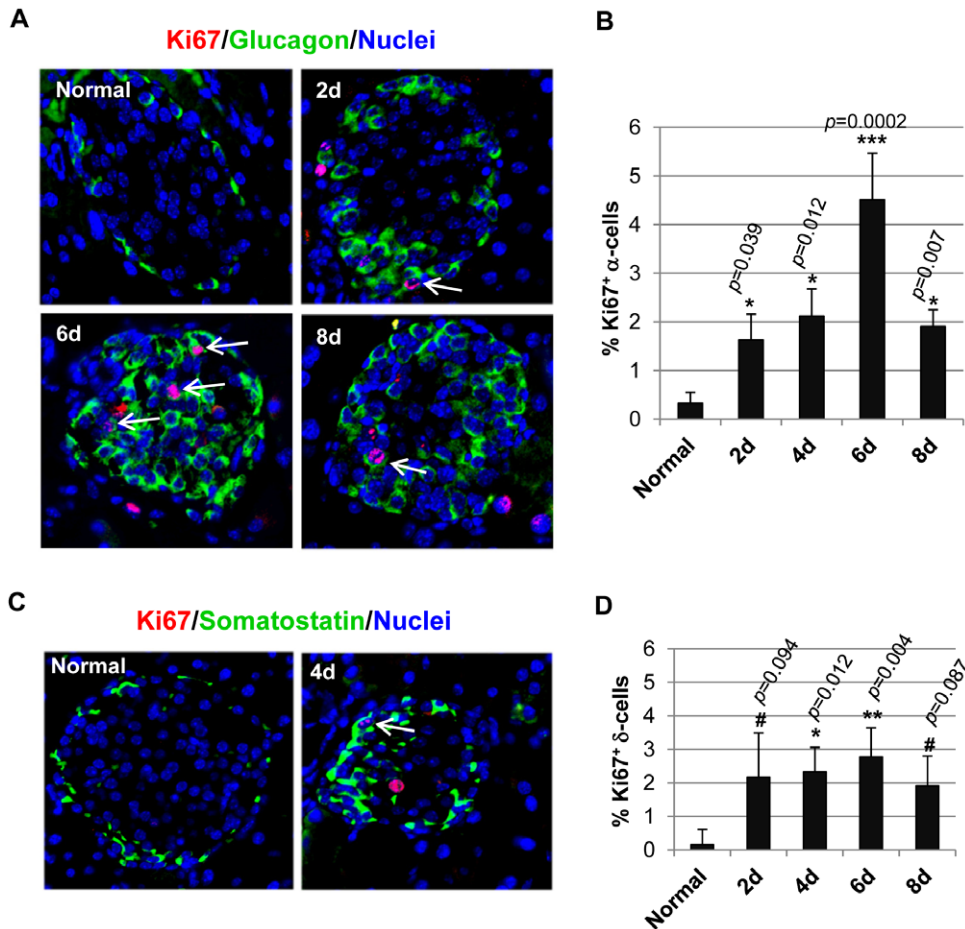 A
Ki67/Glucagon/Nuclei
Normal
2d
6d
8d
B
% Ki67+ α-cells
6
5
4
3
2
1
0
p=0.039
*
p=0.012
*
p=0.0002
***
p=0.007
*
Normal
2d
4d
6d
8d
C
Ki67/Somatostatin/Nuclei
Normal
4d
D
% Ki67+ δ-cells
6
5
4
3
2
1
0
p=0.094
#
p=0.012
*
p=0.004
**
p=0.087
#
Normal
2d
4d
6d
8d